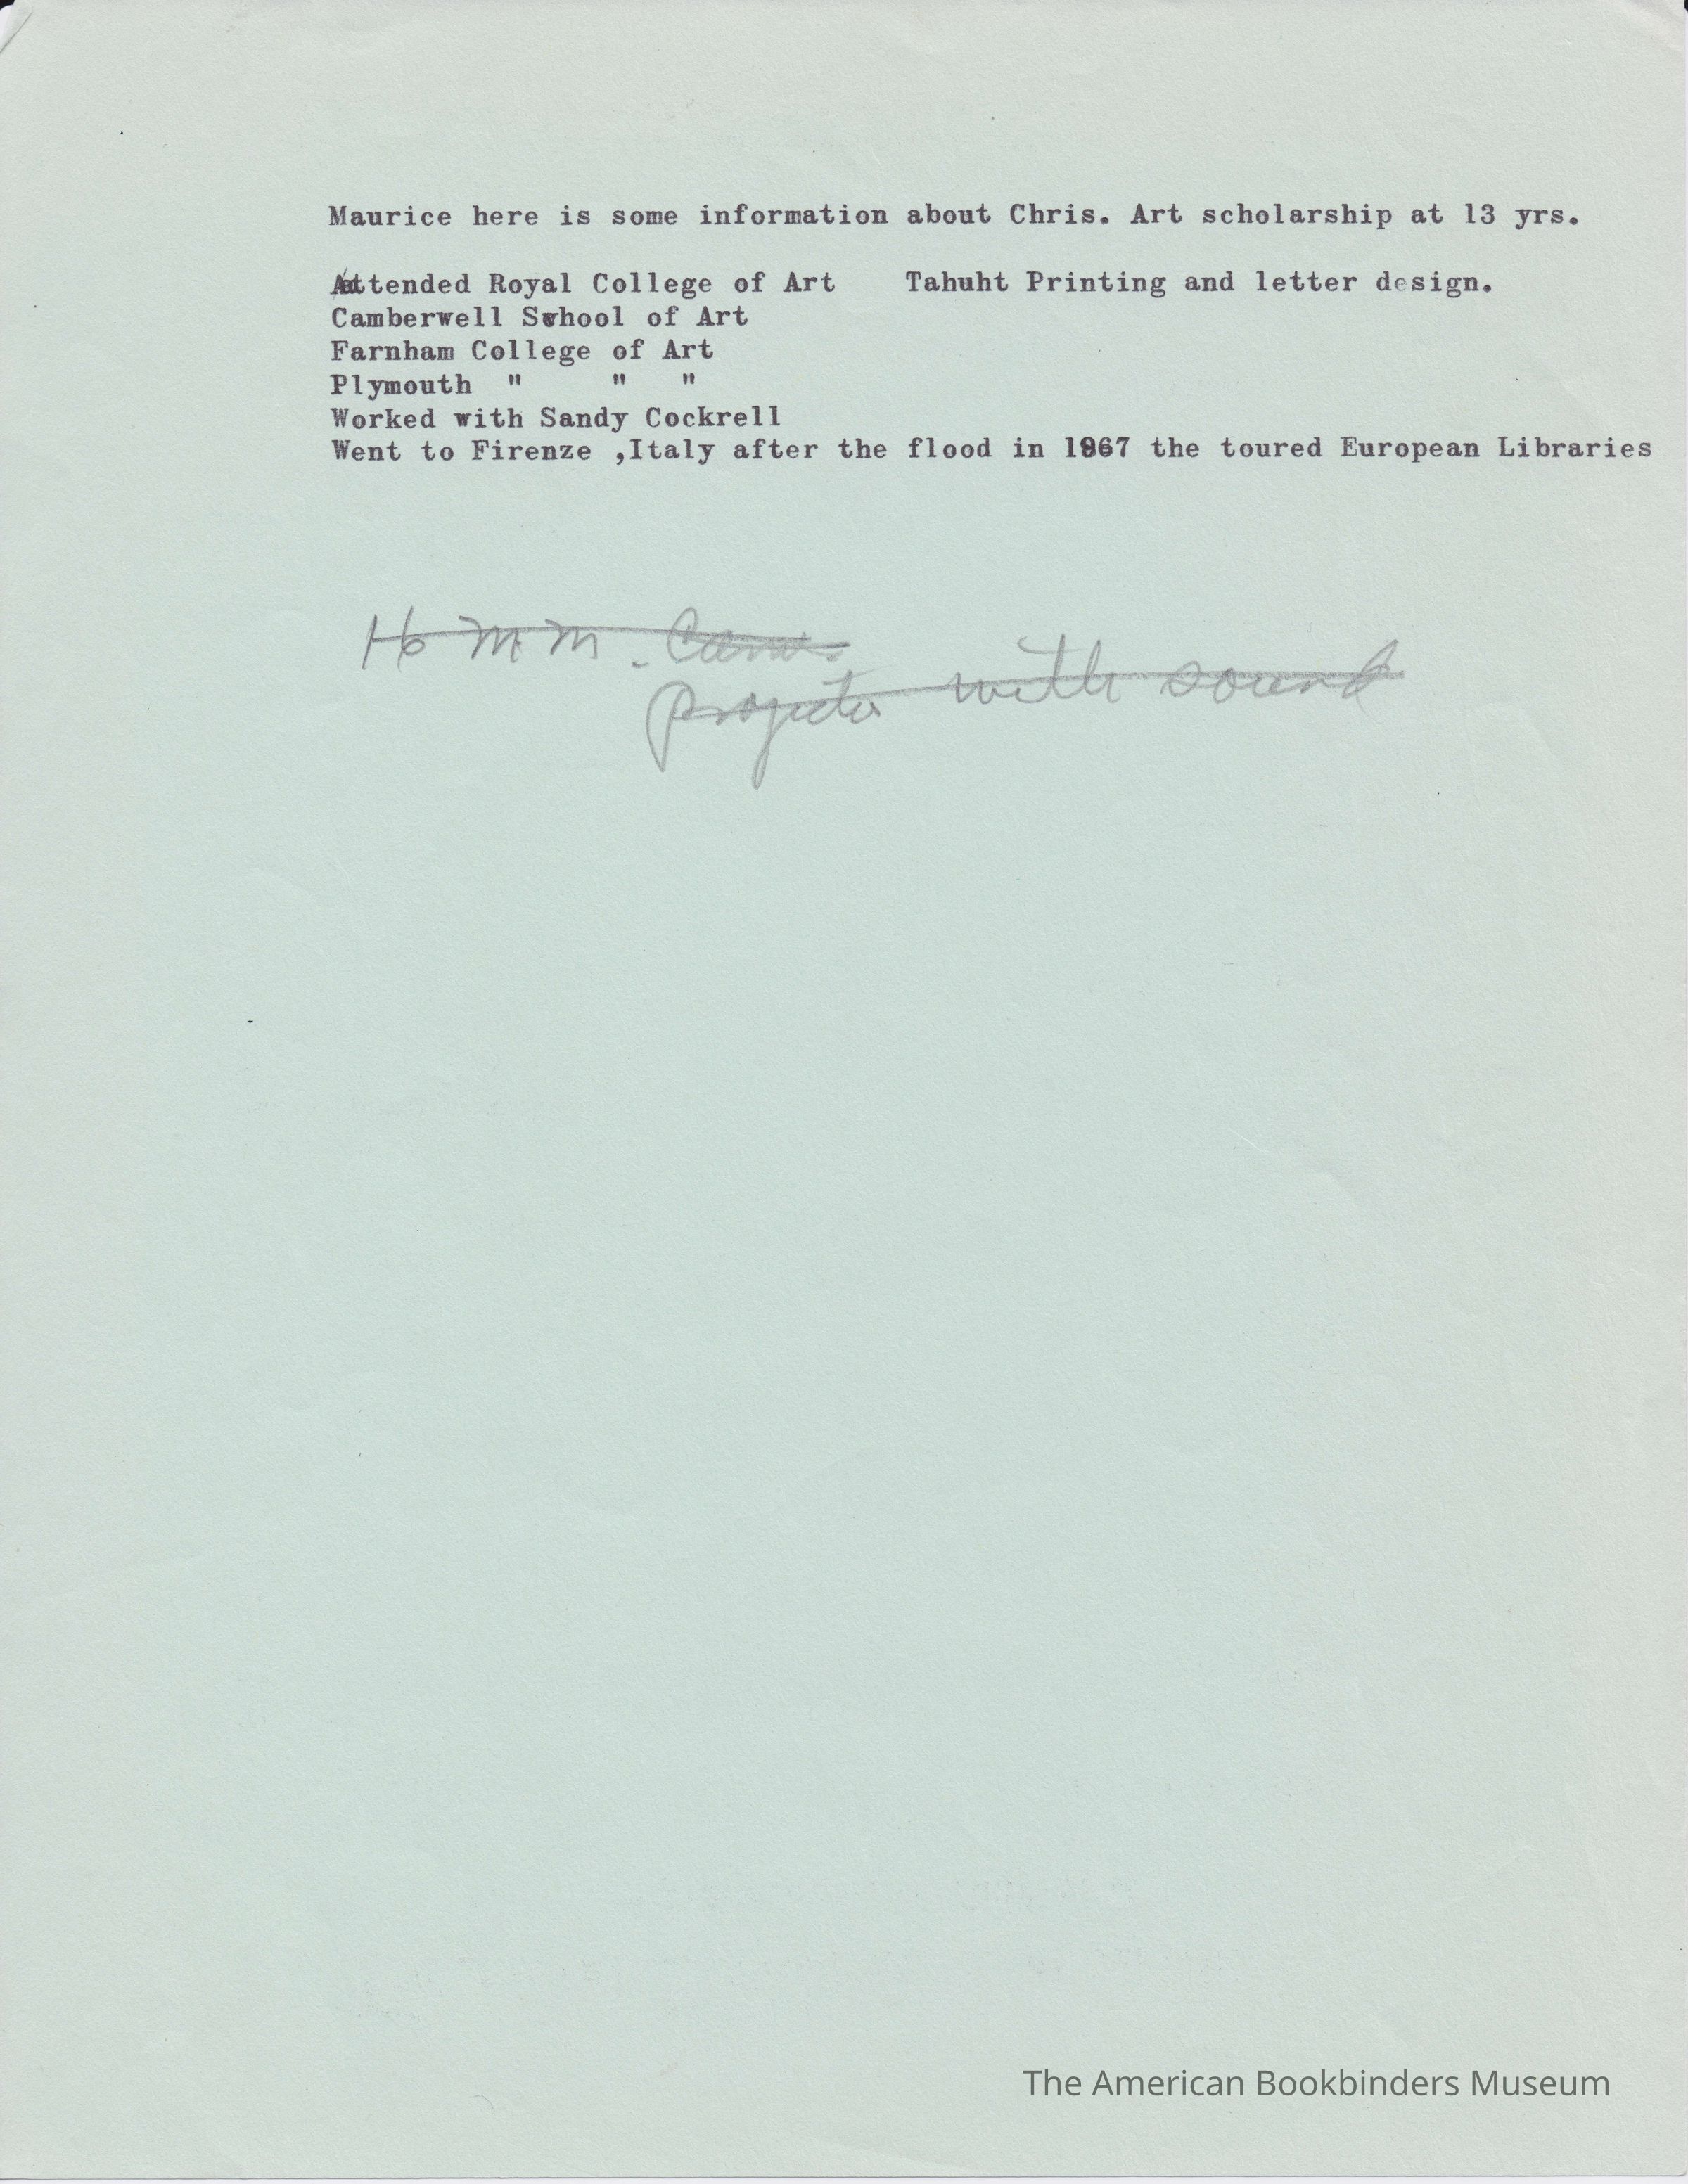 Maurice here is some information about Chris. Art scholarship at 13 yrs.
Attended Royal College of Art    Tahuht Printing and letter design.
Camberwell School of Art
Farnham College of Art
Plymouth  "     "   "
Worked with Sandy Cockrell
Went to Firenze ,Italy after the flood in 1967 the toured European Libraries
16 mm.
projector with sound
The American Bookbinders Museum